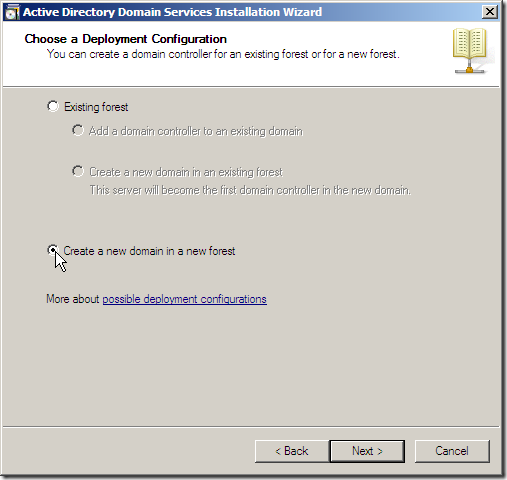 Active Directory Domain Services Installation Wizard
Choose a Deployment Configuration
You can create a domain controller for an existing forest or for a new forest.
Existing forest
Add a domain controller to an existing domain
Create a new domain in an existing forest
This server will become the first domain controller in the new domain.
Create a new domain in a new forest
More about possible deployment configurations
< Back
Next >
Cancel